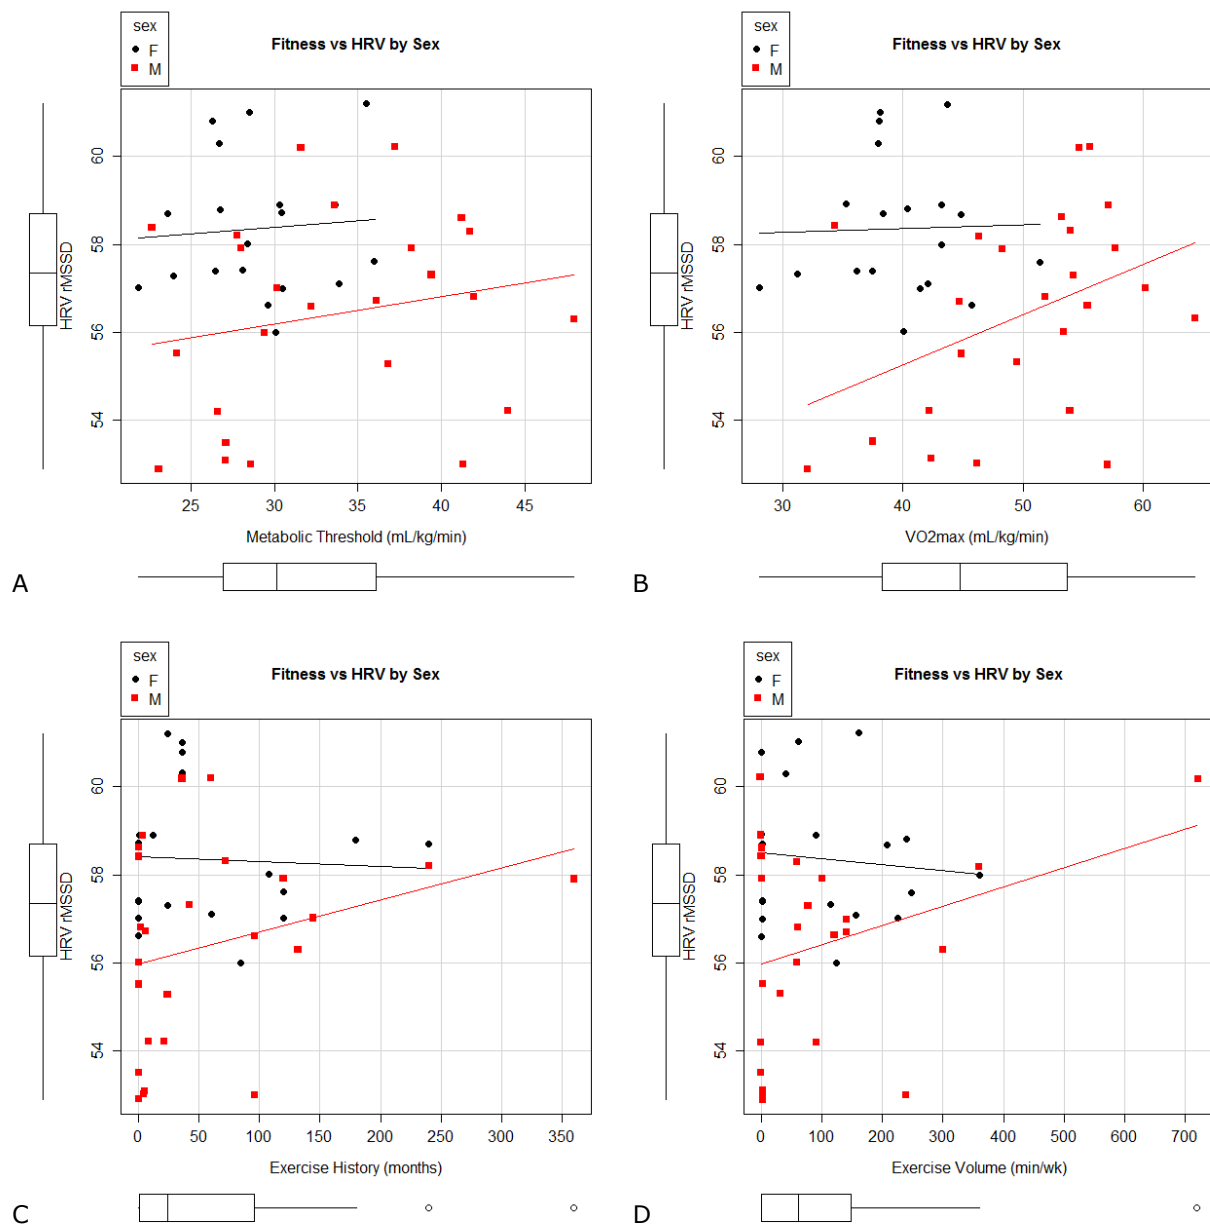 sex
F
M
Fitness vs HRV by Sex
HRV rMSSD
60
58
56
54
25 30 35 40 45
Metabolic Threshold (mL/kg/min)
A
sex
F
M
Fitness vs HRV by Sex
HRV rMSSD
60
58
56
54
30 40 50 60
VO2max (mL/kg/min)
B
sex
F
M
Fitness vs HRV by Sex
HRV rMSSD
60
58
56
54
0 50 100 150 200 250 300 350
Exercise History (months)
C
sex
F
M
Fitness vs HRV by Sex
HRV rMSSD
60
58
56
54
0 100 200 300 400 500 600 700
Exercise Volume (min/wk)
D